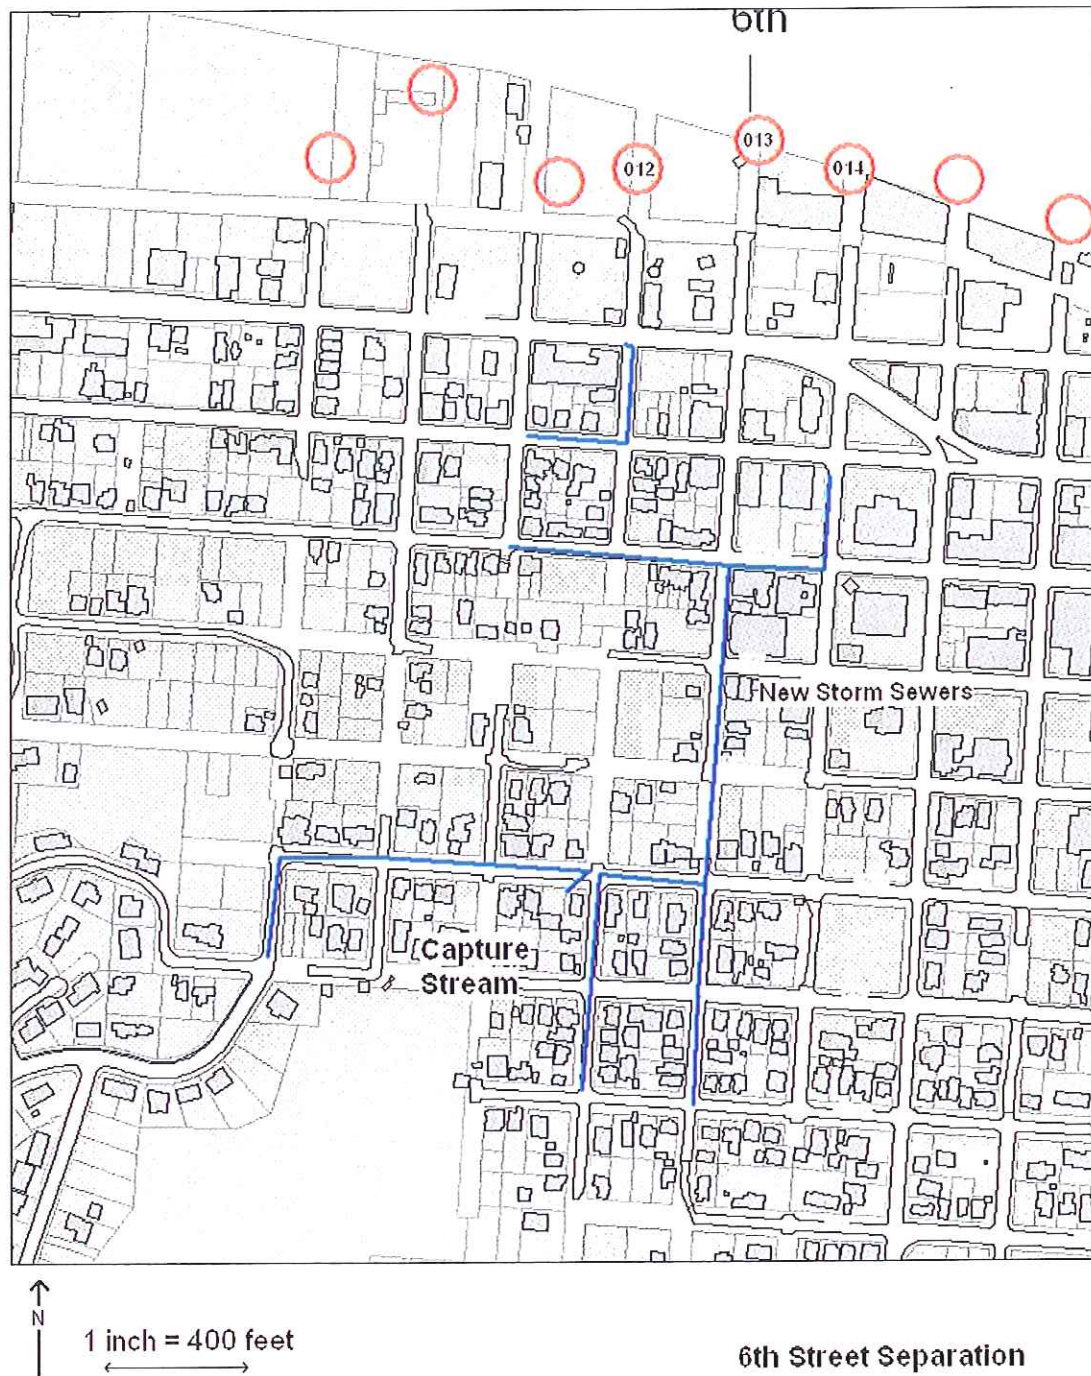 6th
013
012
014
New Storm Sewers
Capture
Stream
N
1 inch = 400 feet
6th Street Separation